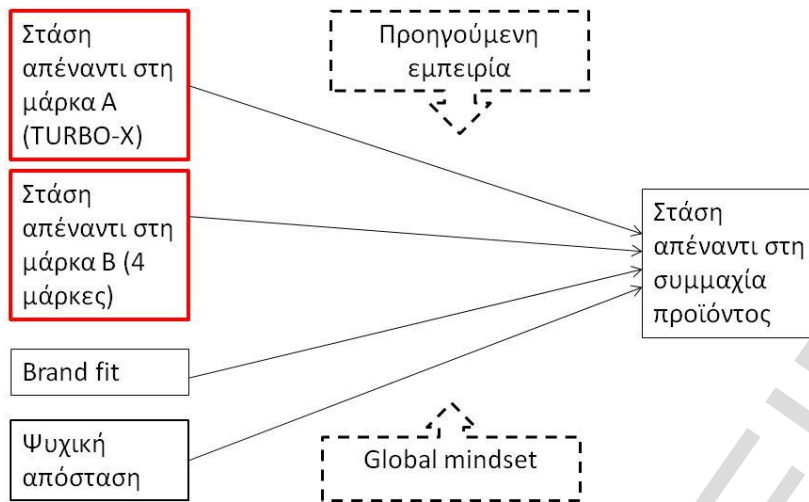 Στάση
απέναντι στη
μάρκα Α
(TURBO-X)
Προηγούμενη
εμπειρία
Στάση
απέναντι στη
μάρκα Β (4
μάρκες)
Στάση
απέναντι στη
συμμαχία
προϊόντος
Brand fit
Ψυχική
απόσταση
Global mindset